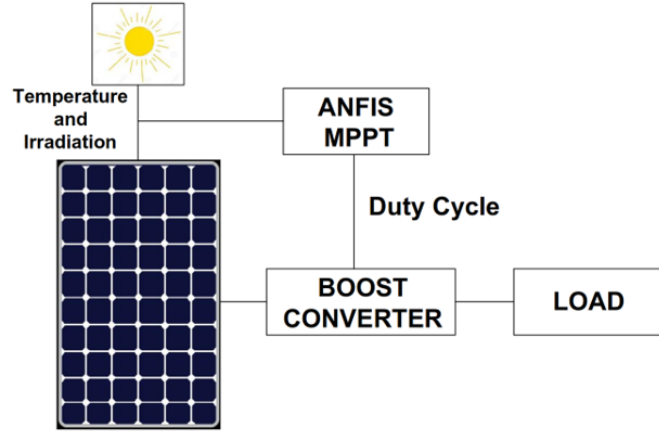 Temperature
and
Irradiation
ANFIS
MPPT
Duty Cycle
BOOST
CONVERTER
LOAD